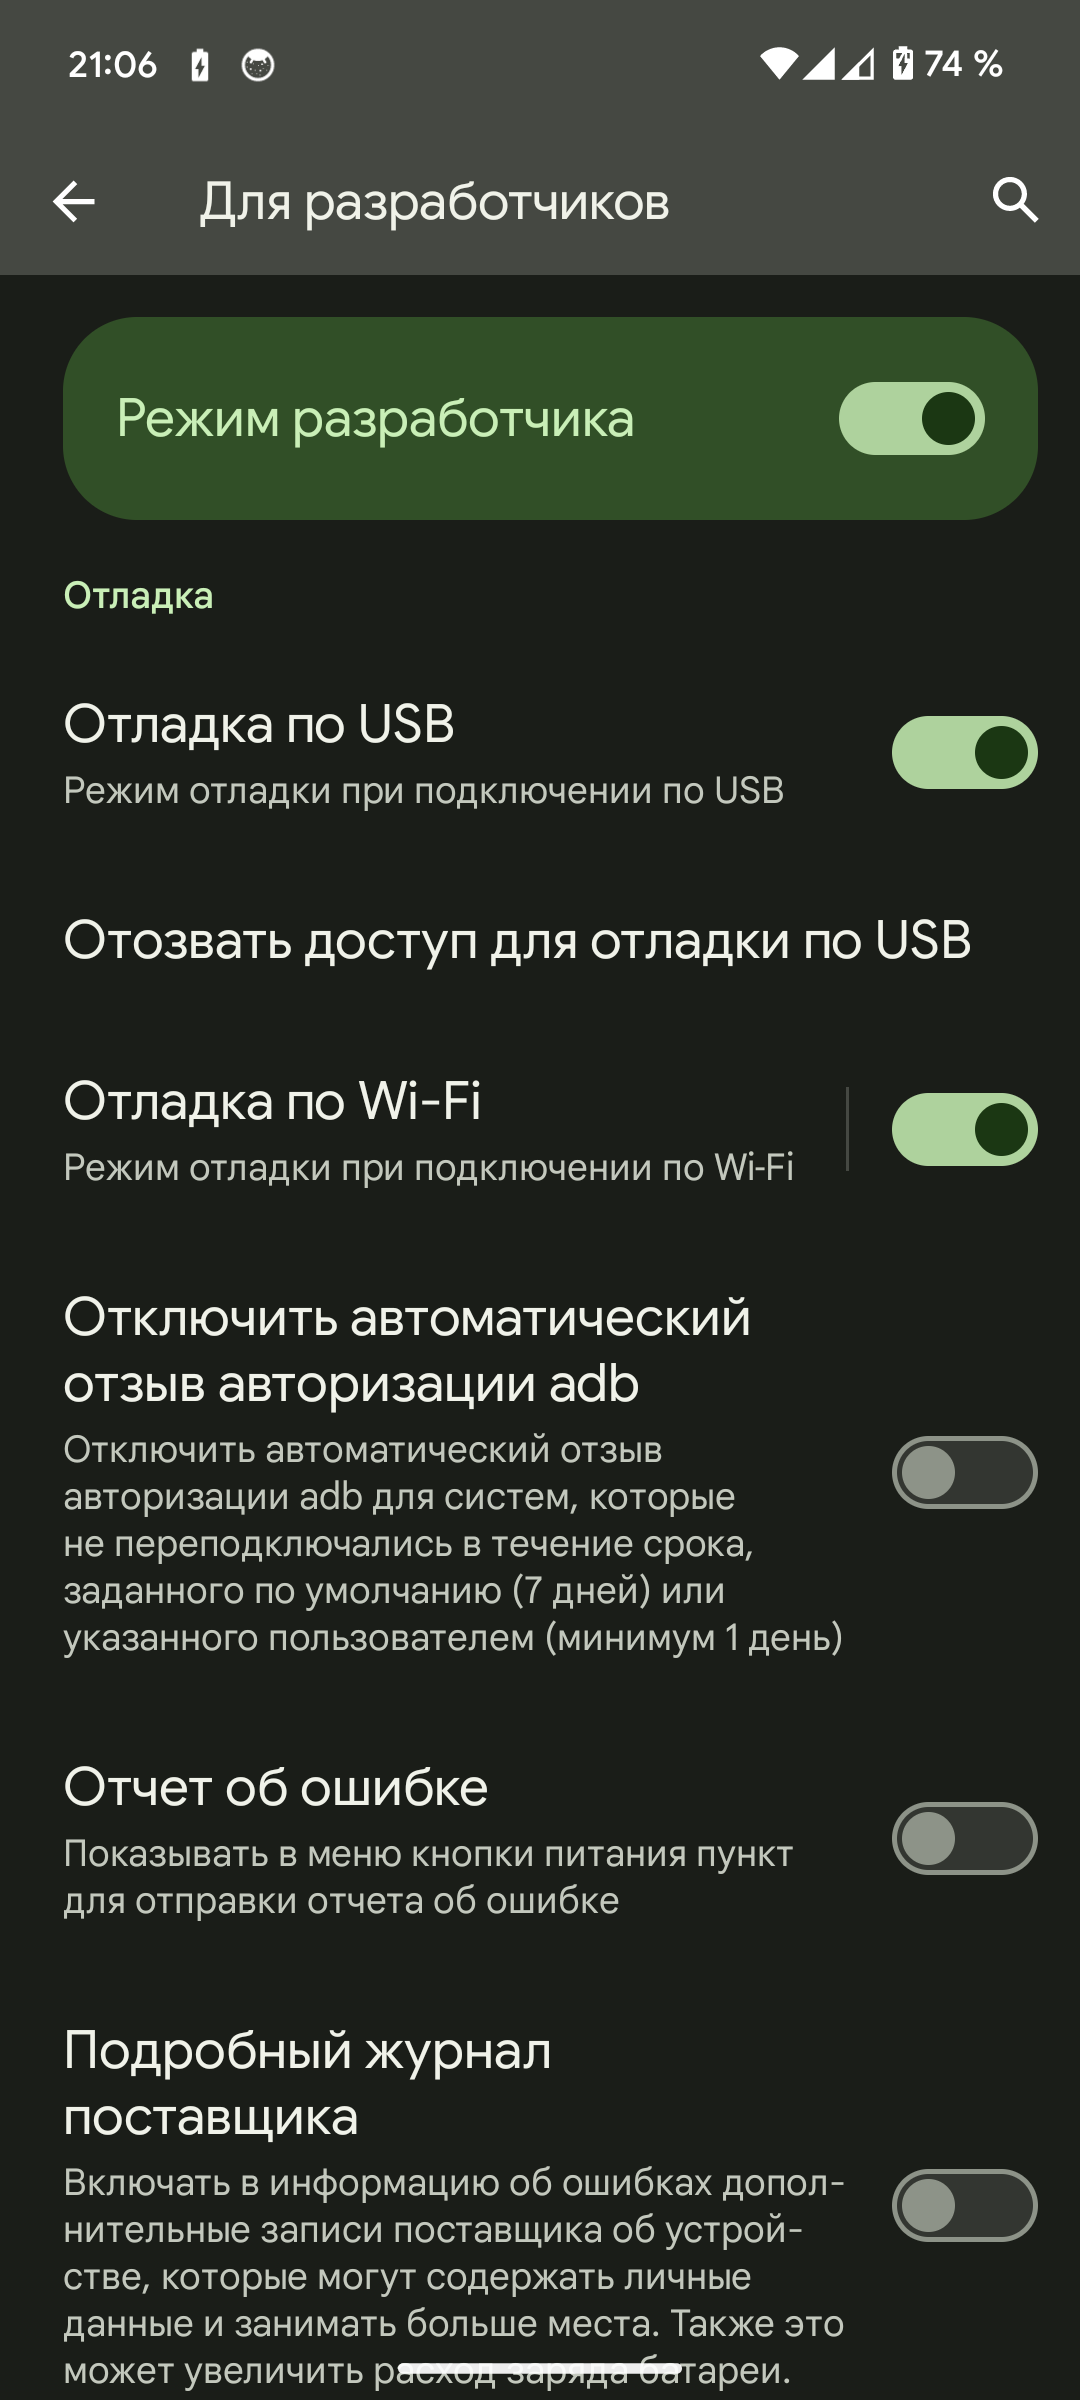 21:06
74 %
Для разработчиков
Режим разработчика
Отладка
Отладка по USB
Режим отладки при подключении по USB
Отозвать доступ для отладки по USB
Отладка по Wi-Fi
Режим отладки при подключении по Wi-Fi
Отключить автоматический
отзыв авторизации adb
Отключить автоматический отзыв
авторизации adb для систем, которые
не переподключались в течение срока,
заданного по умолчанию (7 дней) или
указанного пользователем (минимум 1 день)
Отчет об ошибке
Показывать в меню кнопки питания пункт
для отправки отчета об ошибке
Подробный журнал
поставщика
Включать в информацию об ошибках допол-
нительные записи поставщика об устрой-
стве, которые могут содержать личные
данные и занимать больше места. Также это
может увеличить расход заряда батареи.